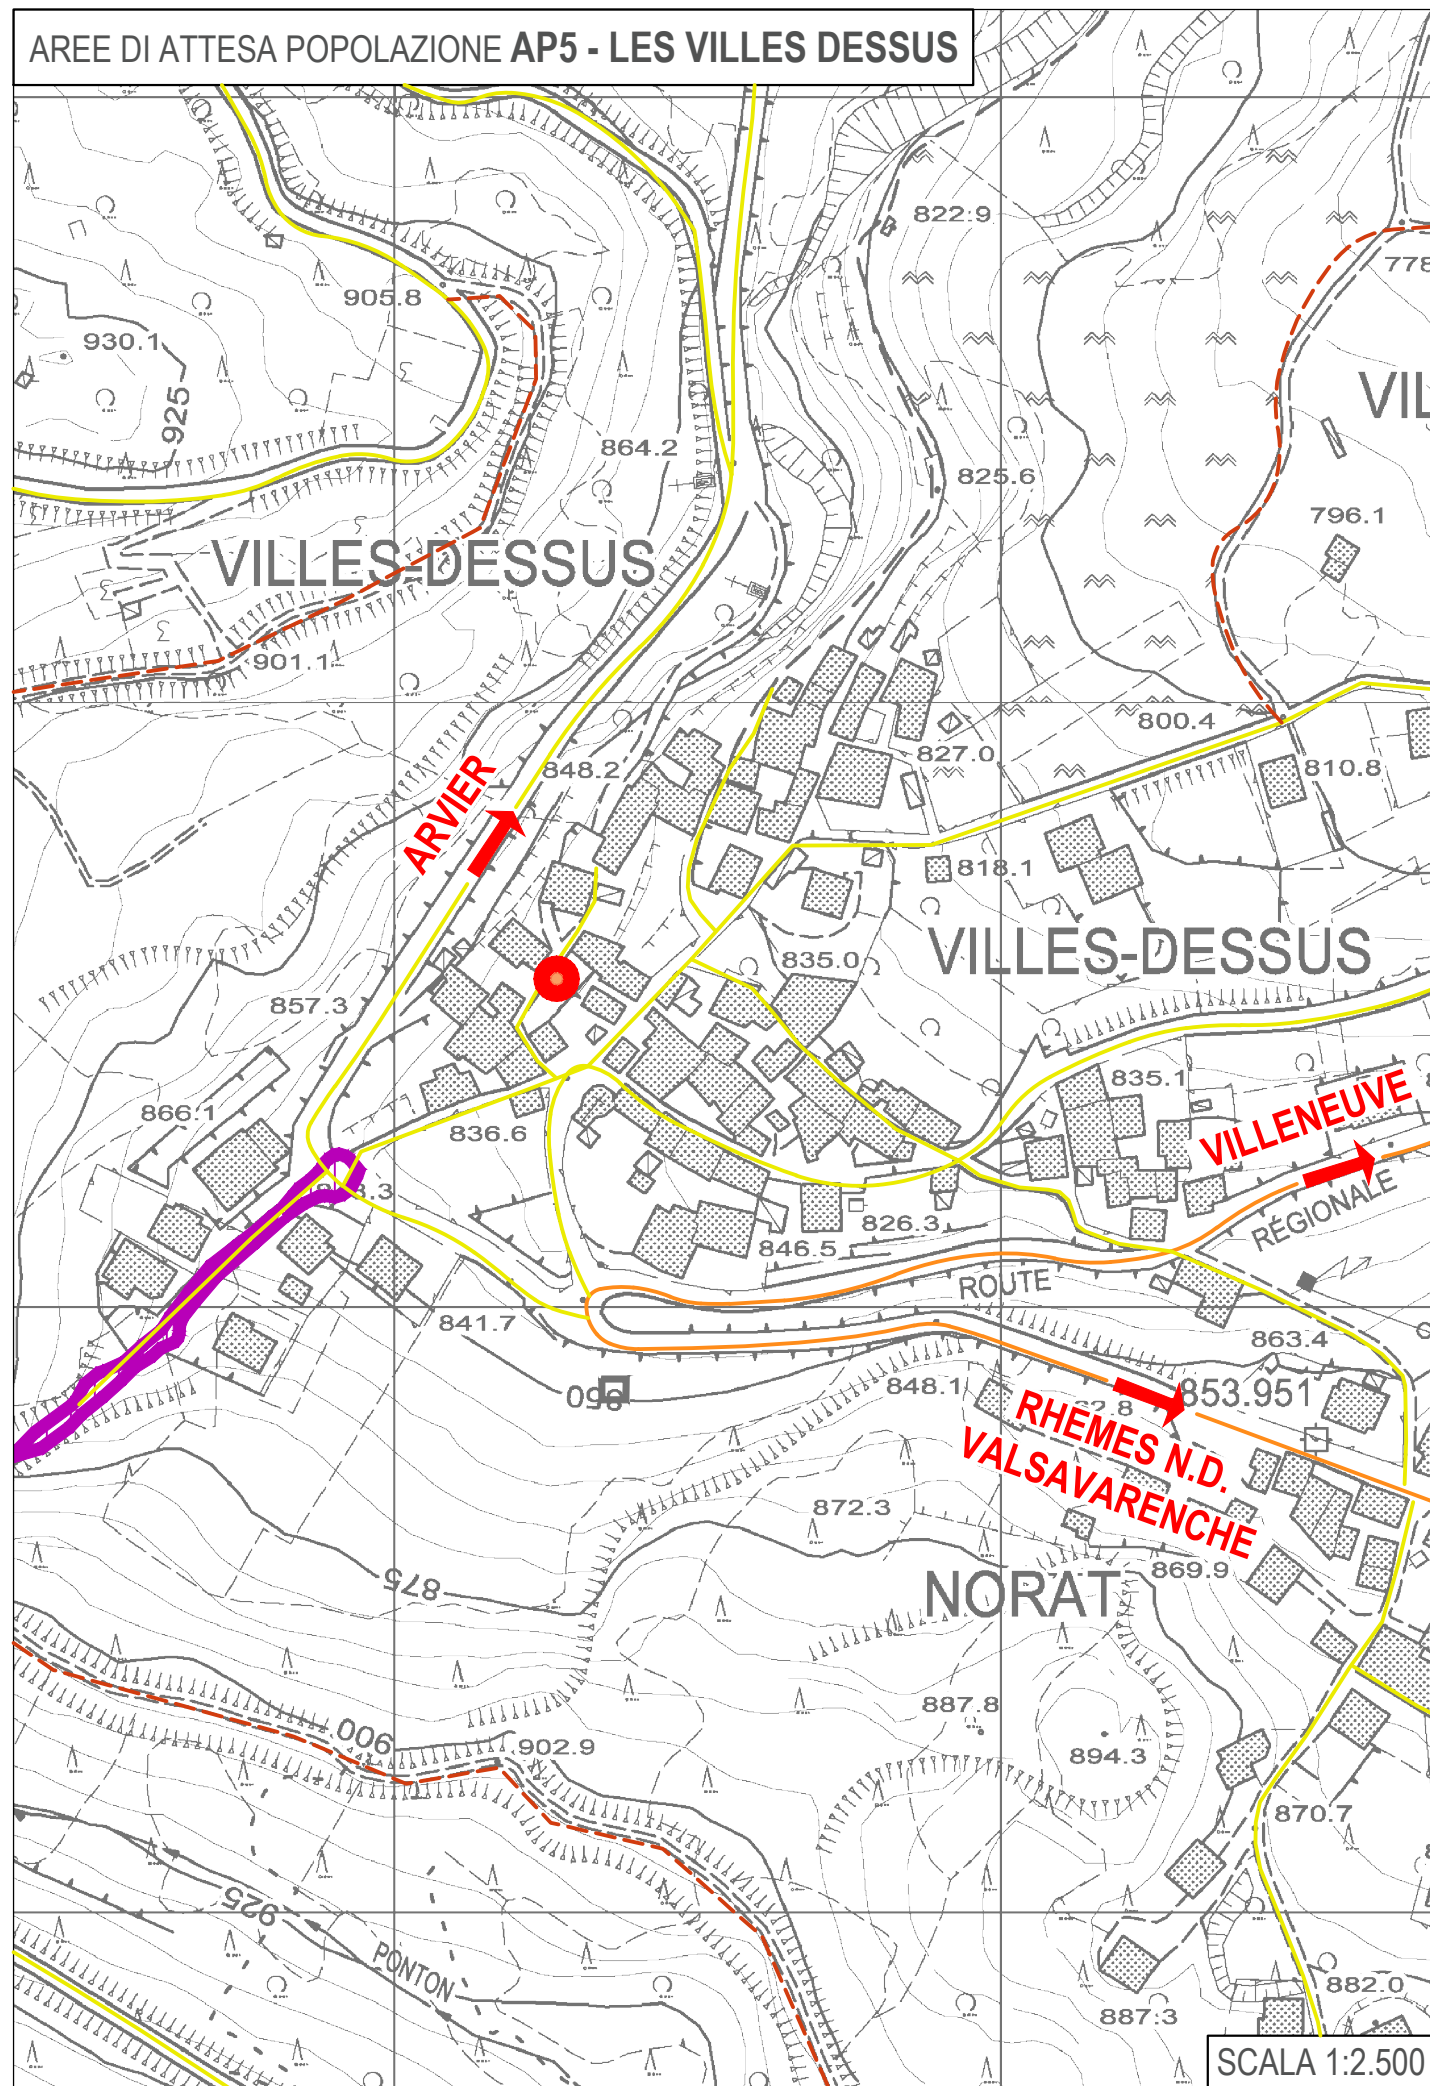 AREE DI ATTESA POPOLAZIONE AP5 - LES VILLES DESSUS
822.9
778
905.8
930.1
925
VIL
864.2
825.6
796.1
VILLES-DESSUS
901.1
800.4
827.0
848.2
810.8
ARVIER
818.1
VILLES-DESSUS
835.0
857.3
835.1
866.1
VILLENEUVE
836.6
826.3
RÉGIONALE
846.5
ROUTE
841.7
863.4
848.1
853.951
RHEMES N.D.
VALSAVARENCHE
872.3
869.9
875
NORAT
887.8
900
902.9
894.3
870.7
925
PONTON
882.0
887.3
SCALA 1:2.500